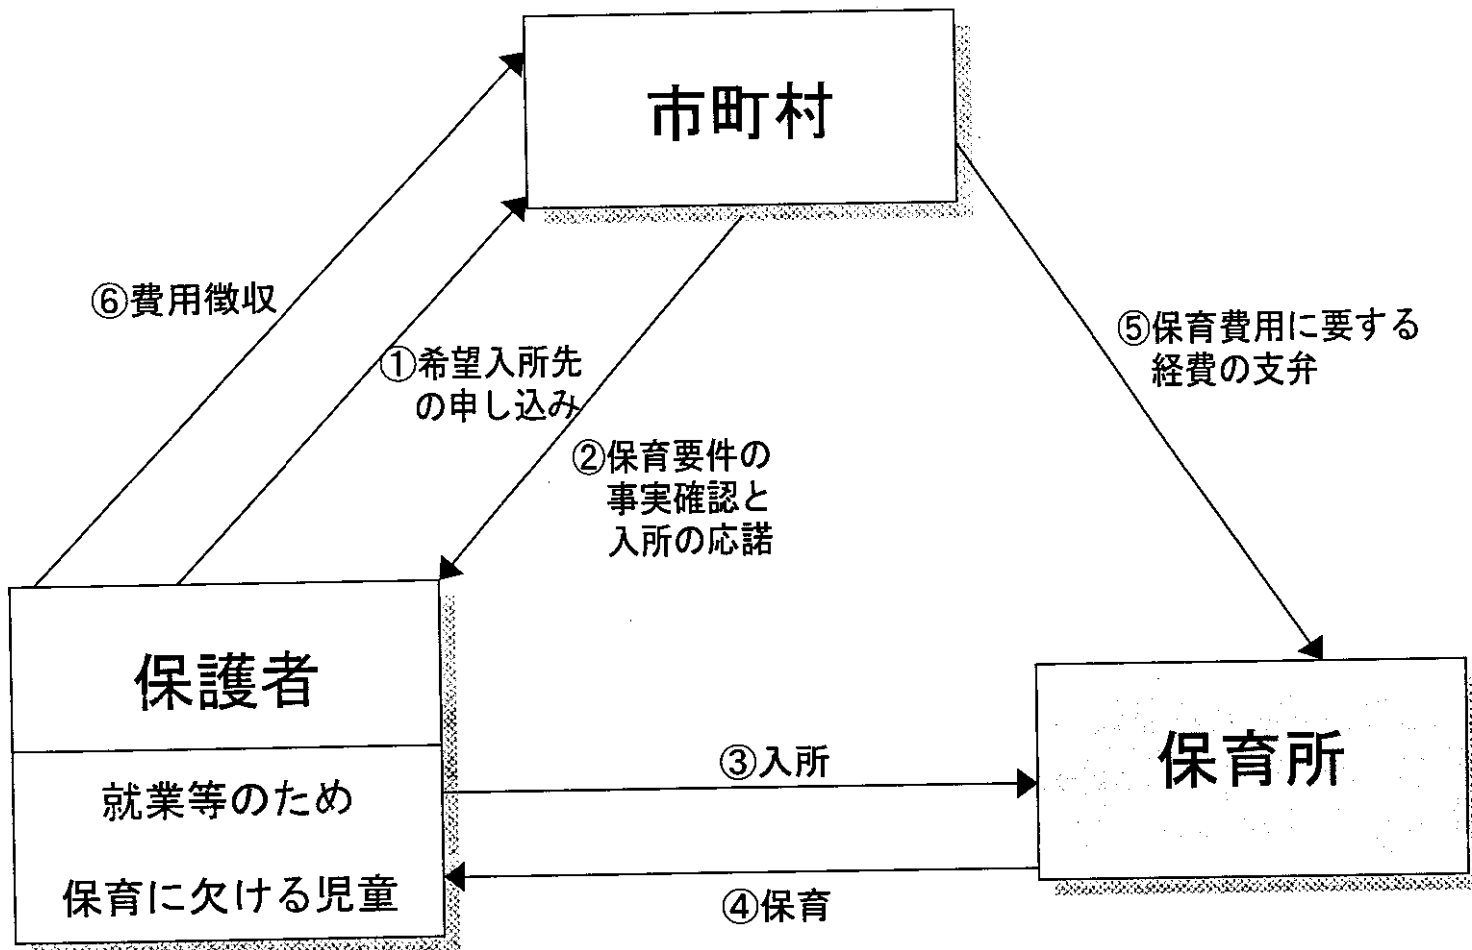 市町村
⑥費用徴収
①希望入所先
の申し込み
②保育要件の
事実確認と
入所の応諾
⑤保育費用に要する
経費の支弁
保護者
就業等のため
保育に欠ける児童
③入所
④保育
保育所